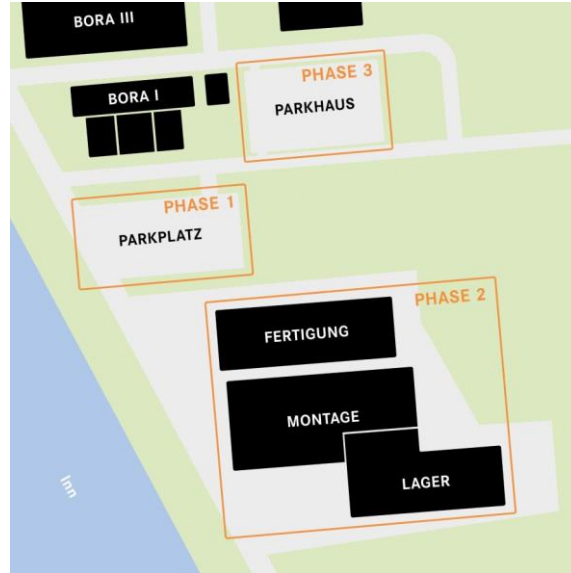 BORA III
PHASE 3
BORA I
PARKHAUS
PHASE 1
PARKPLATZ
PHASE 2
FERTIGUNG
MONTAGE
LAGER
Inn